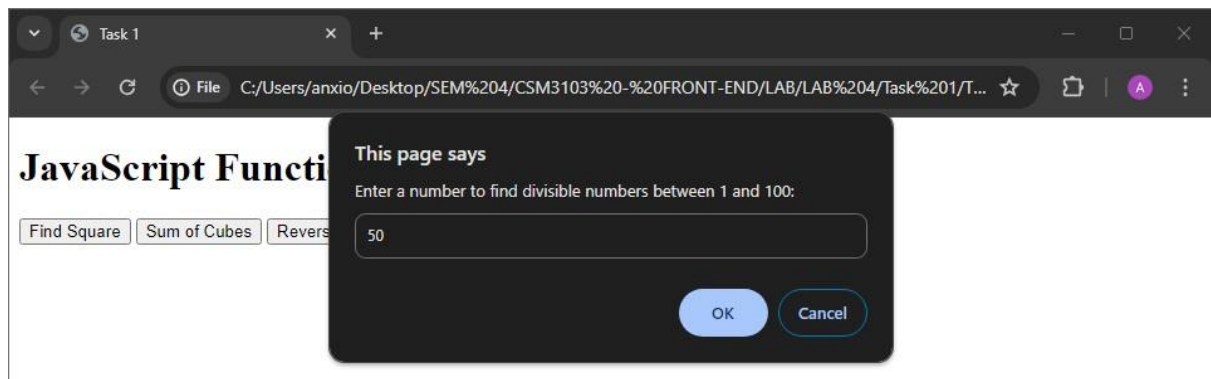 Task 1
File C:/Users/anxio/Desktop/SEM%204/CSM3103%20-%20FRONT-END/LAB/LAB%204/Task%201/T...
A
JavaScript Functi
This page says
Enter a number to find divisible numbers between 1 and 100:
Find Square Sum of Cubes Revers
50
OK Cancel